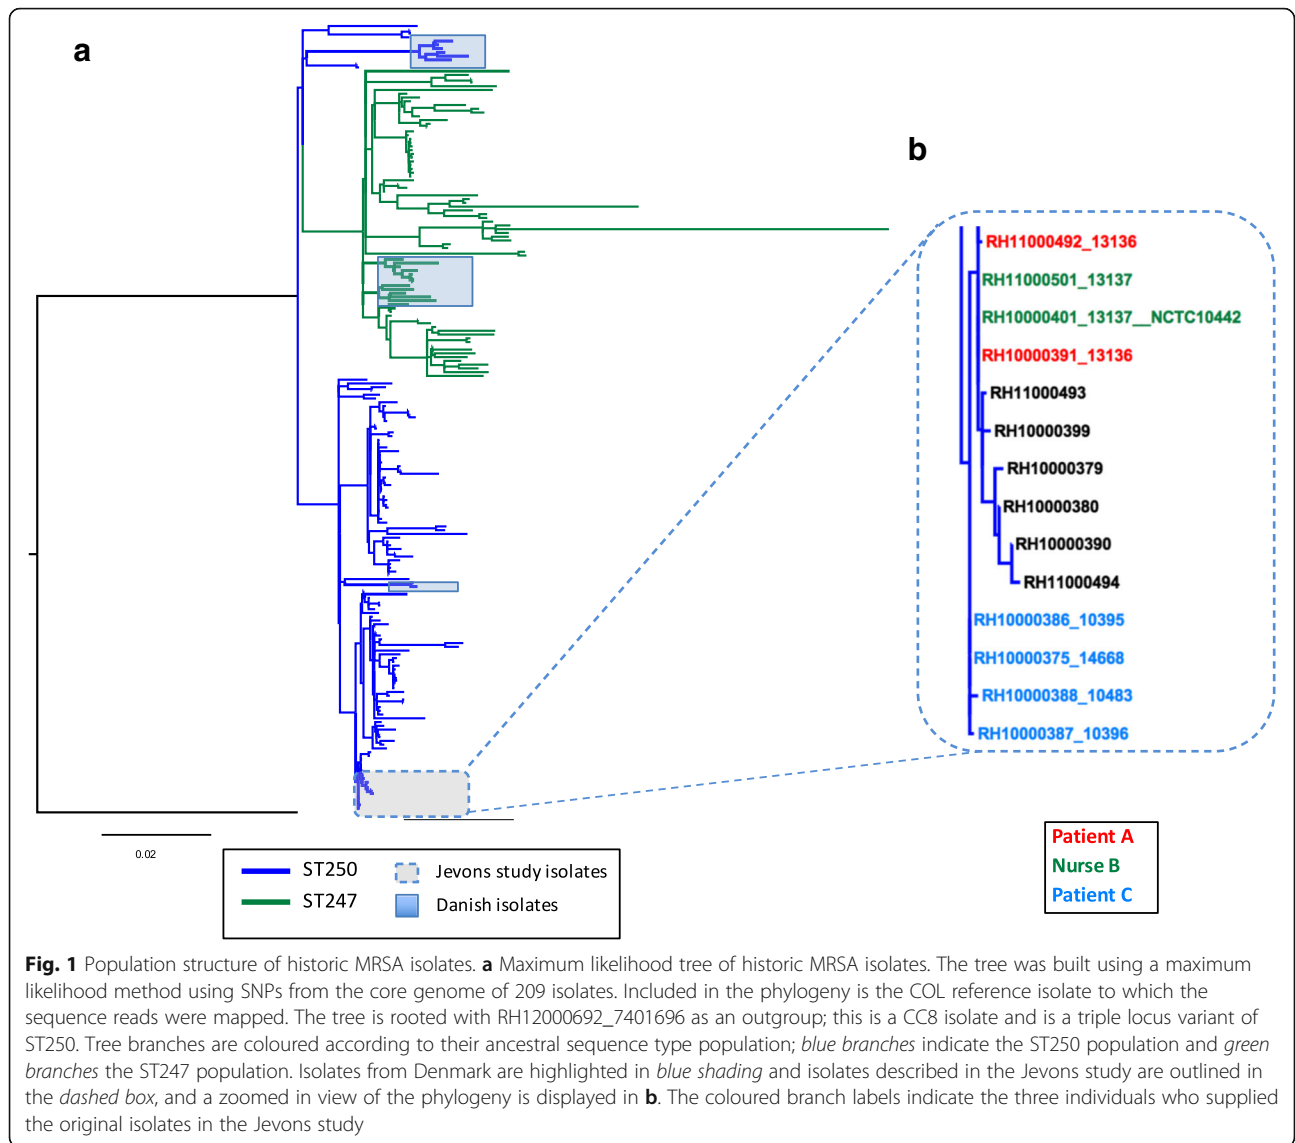 a
b
RH11000492_13136
RH11000501_13137
RH10000401_13137__NCTC10442
RH10000391_13136
RH11000493
RH10000399
RH10000379
RH10000380
RH10000390
RH11000494
RH10000386_10395
RH10000375_14668
RH10000388_10483
RH10000387_10396
0.02
ST250
ST247
Jevons study isolates
Danish isolates
Patient A
Nurse B
Patient C
Fig. 1 Population structure of historic MRSA isolates. a Maximum likelihood tree of historic MRSA isolates. The tree was built using a maximum
likelihood method using SNPs from the core genome of 209 isolates. Included in the phylogeny is the COL reference isolate to which the
sequence reads were mapped. The tree is rooted with RH12000692_7401696 as an outgroup; this is a CC8 isolate and is a triple locus variant of
ST250. Tree branches are coloured according to their ancestral sequence type population; blue branches indicate the ST250 population and green
branches the ST247 population. Isolates from Denmark are highlighted in blue shading and isolates described in the Jevons study are outlined in
the dashed box, and a zoomed in view of the phylogeny is displayed in b. The coloured branch labels indicate the three individuals who supplied
the original isolates in the Jevons study